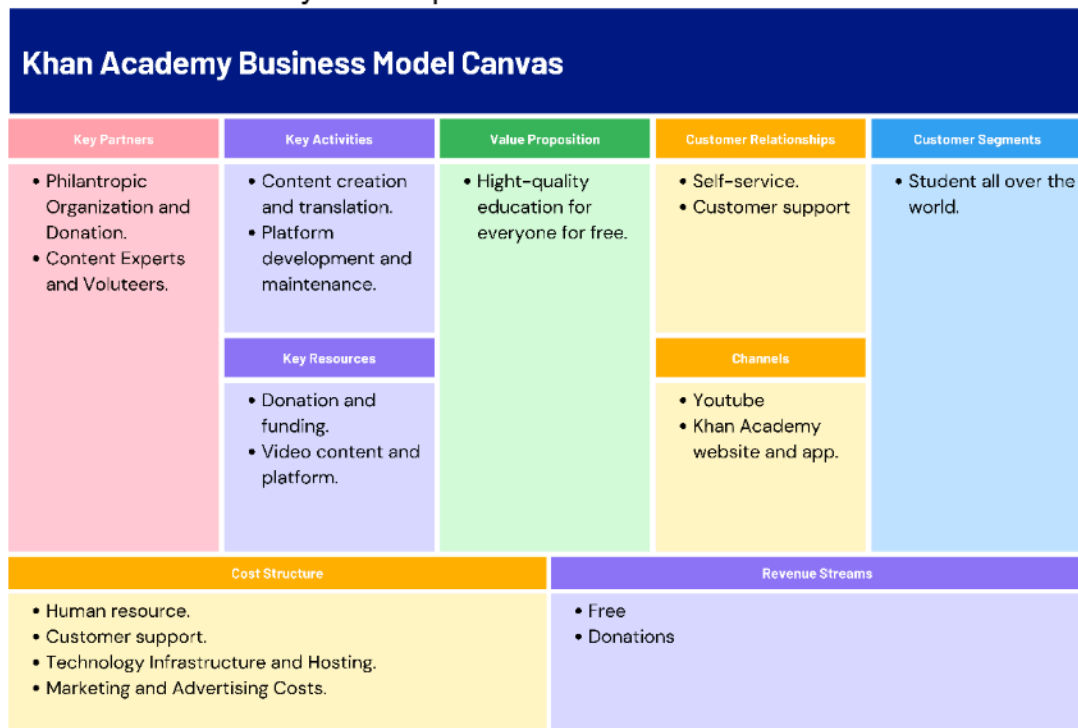 Khan Academy Business Model Canvas
Key Partners
• Philantropic
Organization and
Donation.
• Content Experts
and Voluteers.
Key Activities
• Content creation
and translation.
• Platform
development and
maintenance.
Key Resources
• Donation and
funding.
• Video content and
platform.
Value Proposition
• Hight-quality
education for
everyone for free.
Customer Relationships
• Self-service.
• Customer support
Channels
• Youtube
• Khan Academy
website and app.
Customer Segments
• Student all over the
world.
Cost Structure
• Human resource.
• Customer support.
• Technology Infrastructure and Hosting.
• Marketing and Advertising Costs.
Revenue Streams
• Free
• Donations